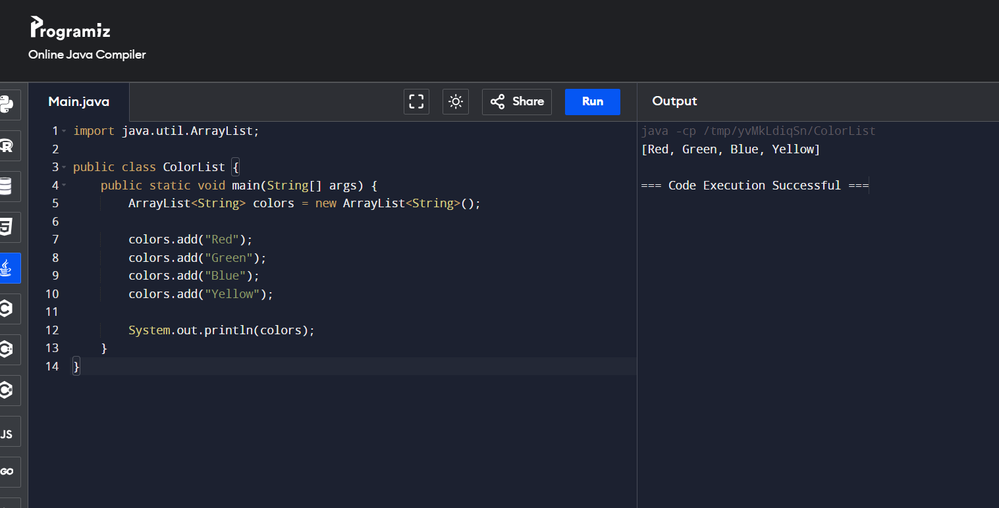 Programiz
Online Java Compiler
Main.java
Share
Run
Output
1 import java.util.ArrayList;
2
3 public class ColorList {
4     public static void main(String[] args) {
5         ArrayList<String> colors = new ArrayList<String>();
6
7         colors.add("Red");
8         colors.add("Green");
9         colors.add("Blue");
10         colors.add("Yellow");
11
12         System.out.println(colors);
13     }
14 }
java -cp /tmp/yvMkLdiqSn/ColorList
[Red, Green, Blue, Yellow]
=== Code Execution Successful ===
R
5
C
C
C
JS
GO